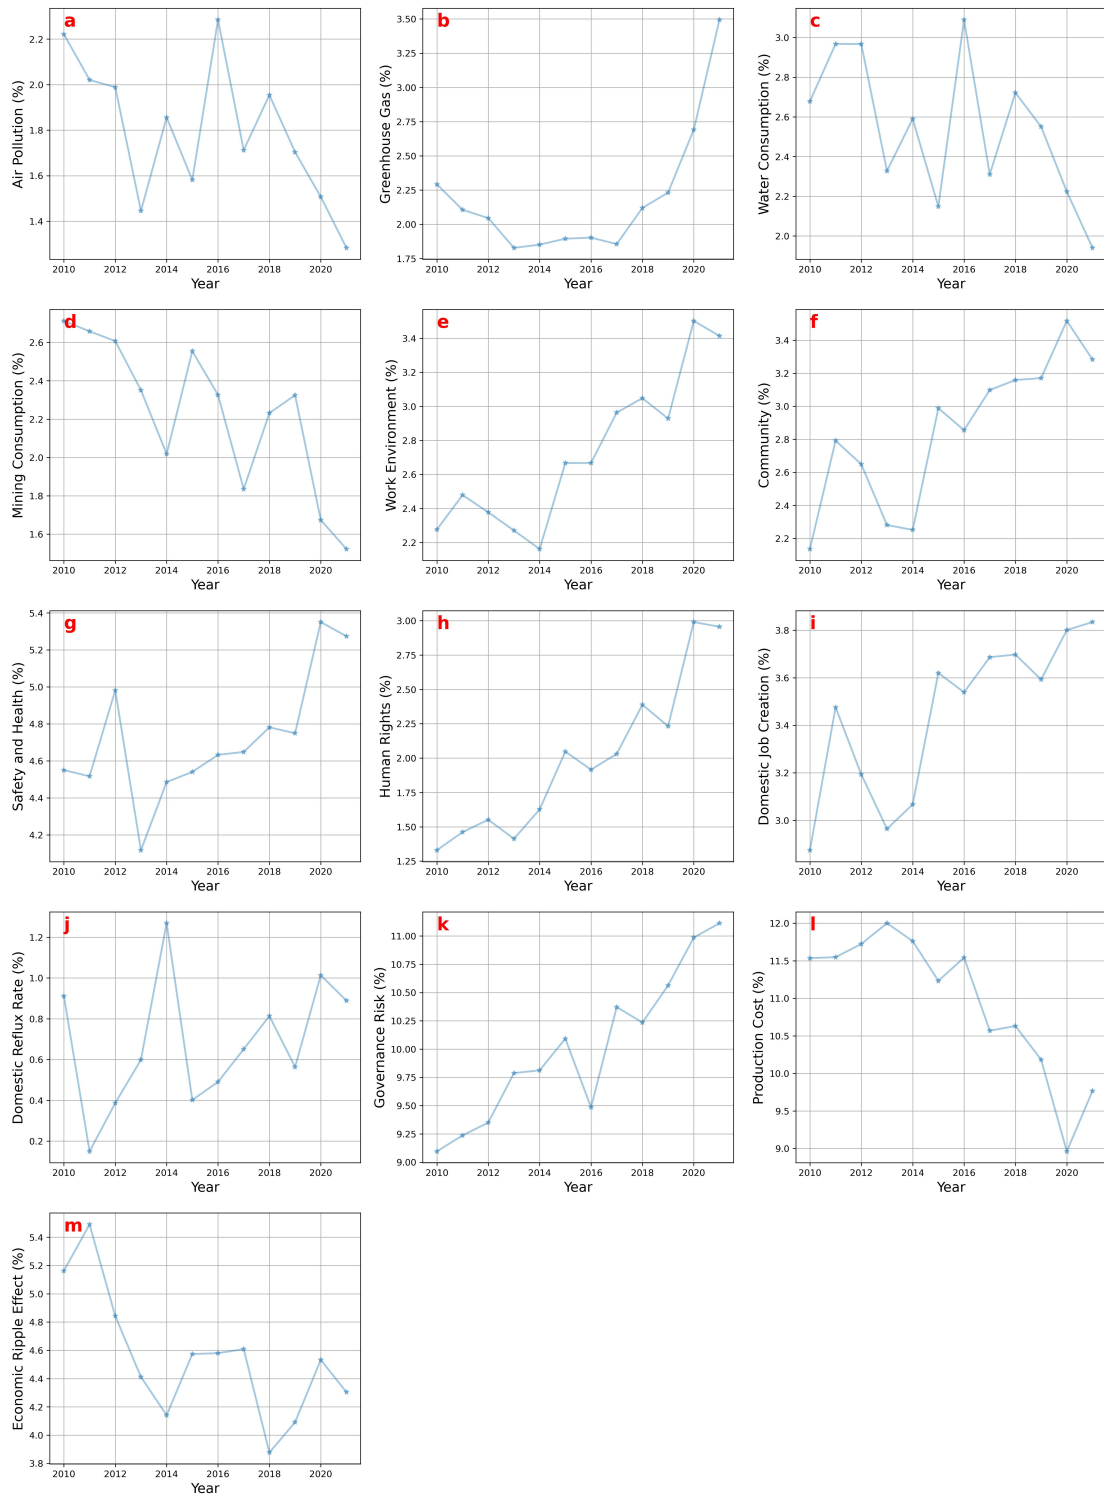 a
Air Pollution (%)
2.2
2.0
1.8
1.6
1.4
2010 2012 2014 2016 2018 2020
Year
b
Greenhouse Gas (%)
3.50
3.25
3.00
2.75
2.50
2.25
2.00
1.75
2010 2012 2014 2016 2018 2020
Year
c
Water Consumption (%)
3.0
2.8
2.6
2.4
2.2
2.0
2010 2012 2014 2016 2018 2020
Year
d
Mining Consumption (%)
2.6
2.4
2.2
2.0
1.8
1.6
2010 2012 2014 2016 2018 2020
Year
e
Work Environment (%)
3.4
3.2
3.0
2.8
2.6
2.4
2.2
2010 2012 2014 2016 2018 2020
Year
f
Community (%)
3.4
3.2
3.0
2.8
2.6
2.4
2.2
2010 2012 2014 2016 2018 2020
Year
g
Safety and Health (%)
5.4
5.2
5.0
4.8
4.6
4.4
4.2
2010 2012 2014 2016 2018 2020
Year
h
Human Rights (%)
3.00
2.75
2.50
2.25
2.00
1.75
1.50
1.25
2010 2012 2014 2016 2018 2020
Year
i
Domestic Job Creation (%)
3.8
3.6
3.4
3.2
3.0
2010 2012 2014 2016 2018 2020
Year
j
Domestic Reflux Rate (%)
1.2
1.0
0.8
0.6
0.4
0.2
2010 2012 2014 2016 2018 2020
Year
k
Governance Risk (%)
11.00
10.75
10.50
10.25
10.00
9.75
9.50
9.25
9.00
2010 2012 2014 2016 2018 2020
Year
l
Production Cost (%)
12.0
11.5
11.0
10.5
10.0
9.5
9.0
2010 2012 2014 2016 2018 2020
Year
m
Economic Ripple Effect (%)
5.4
5.2
5.0
4.8
4.6
4.4
4.2
4.0
3.8
2010 2012 2014 2016 2018 2020
Year